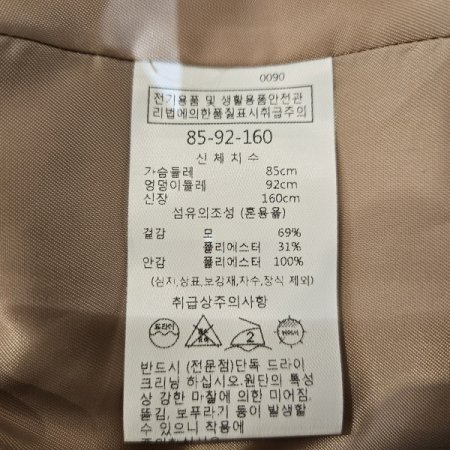 0090
전기용품 및 생활용품안전관
리법에의한품질표시취급주의
85-92-160
신체치수
가슴둘레 85cm
엉덩이둘레 92cm
신장 160cm
섬유의조성 (혼용율)
겉감 모 69%
폴리에스터 31%
안감 폴리에스터 100%
(심지,상표,보강재,자수,장식 제외)
취급상주의사항
드라이
2
반드시 (전문점)단독 드라이
크리닝 하십시오.원단의 특성
상 강한 마찰에 의한 미어짐,
뜯김, 보푸라기 등이 발생할
수 있으니 착용에